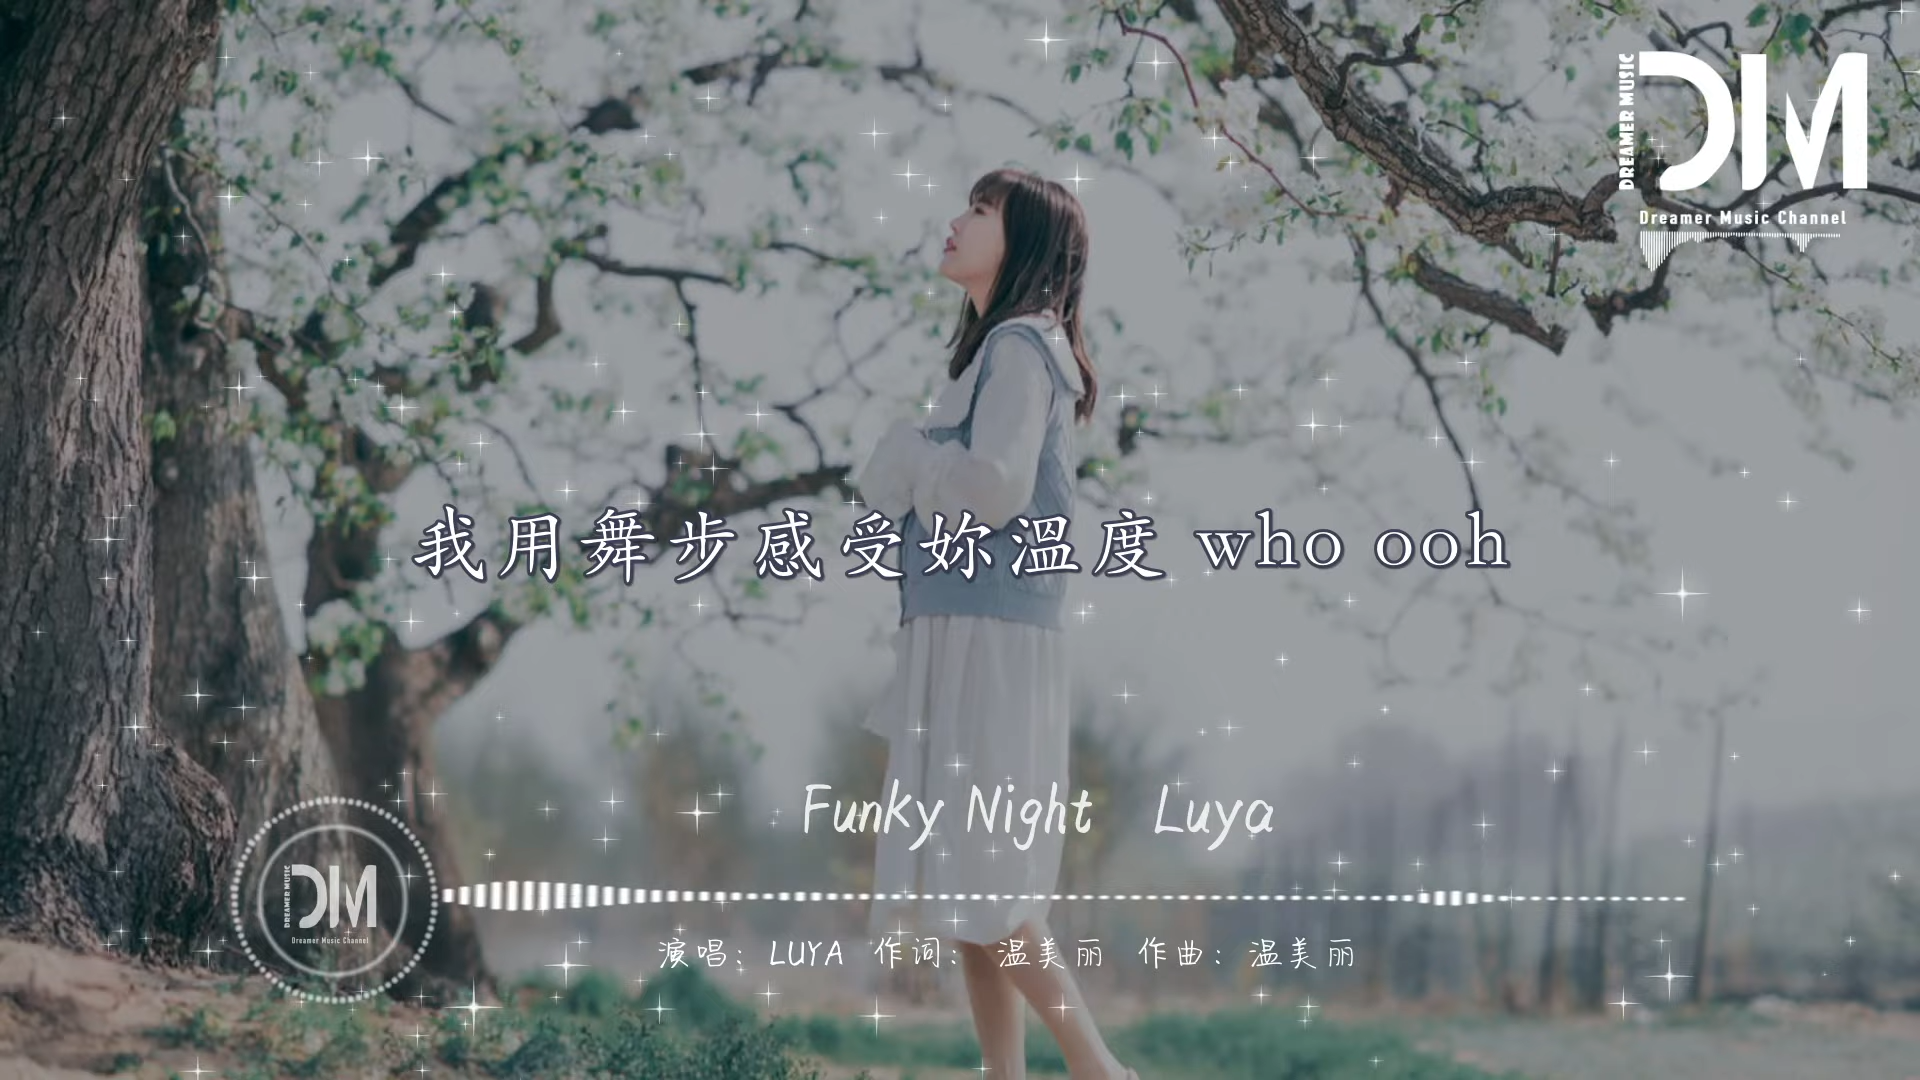 DREAMER MUSIC
DM
Dreamer Music Channel
我用舞步感受妳溫度 who ooh
Funky Night Luya
DREAMER MUSIC
DM
Dreamer Music Channel
演唱：LUYA 作词： 温美丽 作曲：温美丽